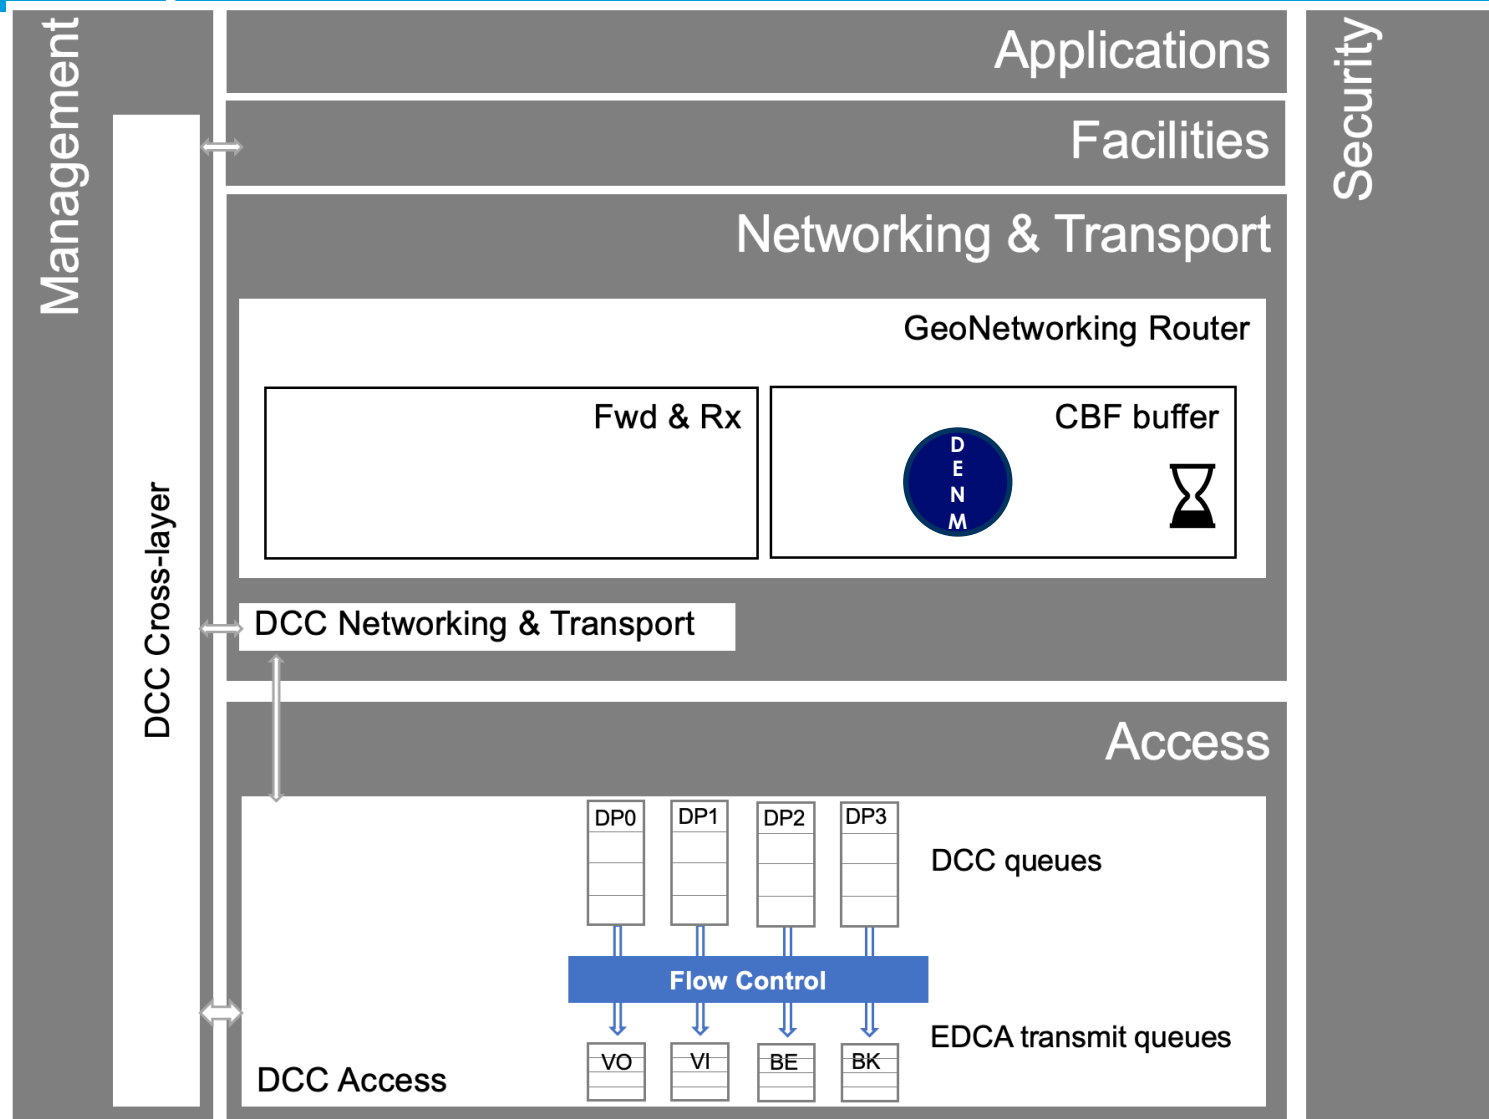 Management
Applications
Security
Facilities
Networking & Transport
GeoNetworking Router
Fwd & Rx
CBF buffer
D
E
N
M
DCC Cross-layer
DCC Networking & Transport
Access
DP0 DP1 DP2 DP3
DCC queues
Flow Control
EDCA transmit queues
VO VI BE BK
DCC Access